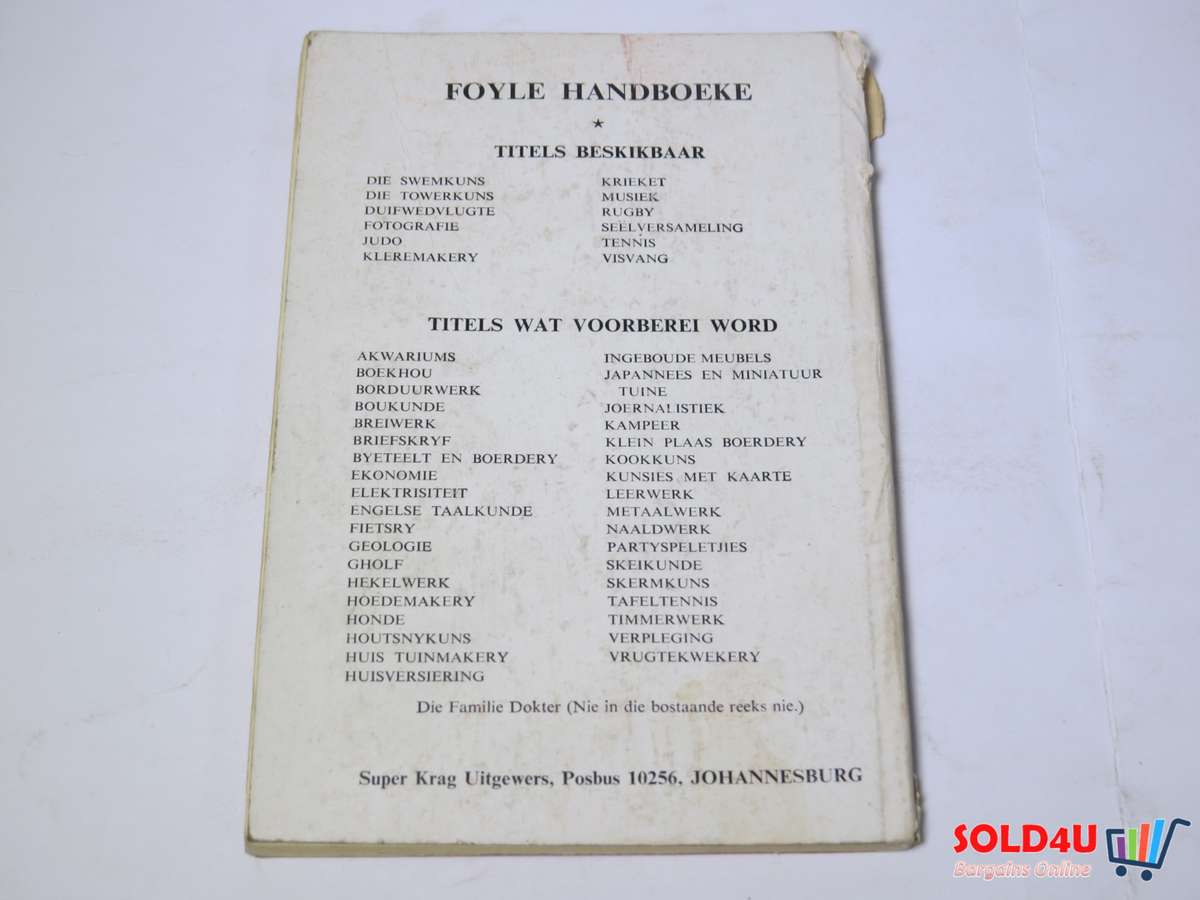 FOYLE HANDBOEKE
★
TITELS BESKIKBAAR
DIE SWEMKUNS
DIE TOWERKUNS
DUIFWEDVLUGTE
FOTOGRAFIE
JUDO
KLEREMAKERY
KRIEKET
MUSIEK
RUGBY
SEËLVERSAMELING
TENNIS
VISVANG
TITELS WAT VOORBEREI WORD
AKWARIUMS
BOEKHOU
BORDUURWERK
BOUKUNDE
BREIWERK
BRIEFSKRYF
BYETEELT EN BOERDERY
EKONOMIE
ELEKTRISITEIT
ENGELSE TAALKUNDE
FIETSRY
GEOLOGIE
GHOLF
HEKELWERK
HOEDEMAKERY
HONDE
HOUTSNYKUNS
HUIS TUINMAKERY
HUISVERSIERING
INGEBOUDE MEUBELS
JAPANNEES EN MINIATUUR
TUINE
JOERNALISTIEK
KAMPEER
KLEIN PLAAS BOERDERY
KOOKKUNS
KUNSIES MET KAARTE
LEERWERK
METAALWERK
NAALDWERK
PARTYSPELETJIES
SKEIKUNDE
SKERMKUNS
TAFELTENNIS
TIMMERWERK
VERPLEGING
VRUGTEKWEKERY
Die Familie Dokter (Nie in die bostaande reeks nie.)
Super Krag Uitgewers, Posbus 10256, JOHANNESBURG
SOLD4U
Bargains Online